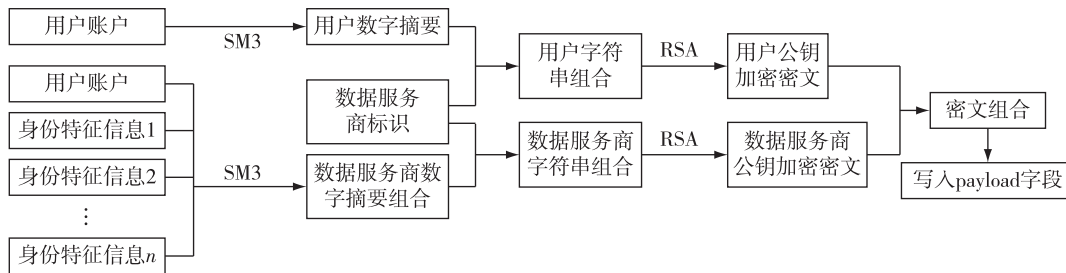 用户账户
SM3
用户数字摘要
用户账户
身份特征信息1
身份特征信息2
⋮
身份特征信息n
SM3
数据服务
商标识
数据服务商数
字摘要组合
用户字符
串组合
RSA
用户公钥
加密密文
数据服务商
字符串组合
RSA
数据服务商
公钥加密密文
密文组合
写入payload字段